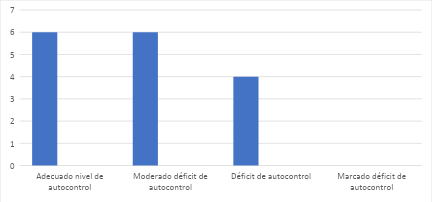 7
6
5
4
3
2
1
0
Adecuado nivel de
autocontrol
Moderado déficit de
autocontrol
Déficit de autocontrol
Marcado déficit de
autocontrol